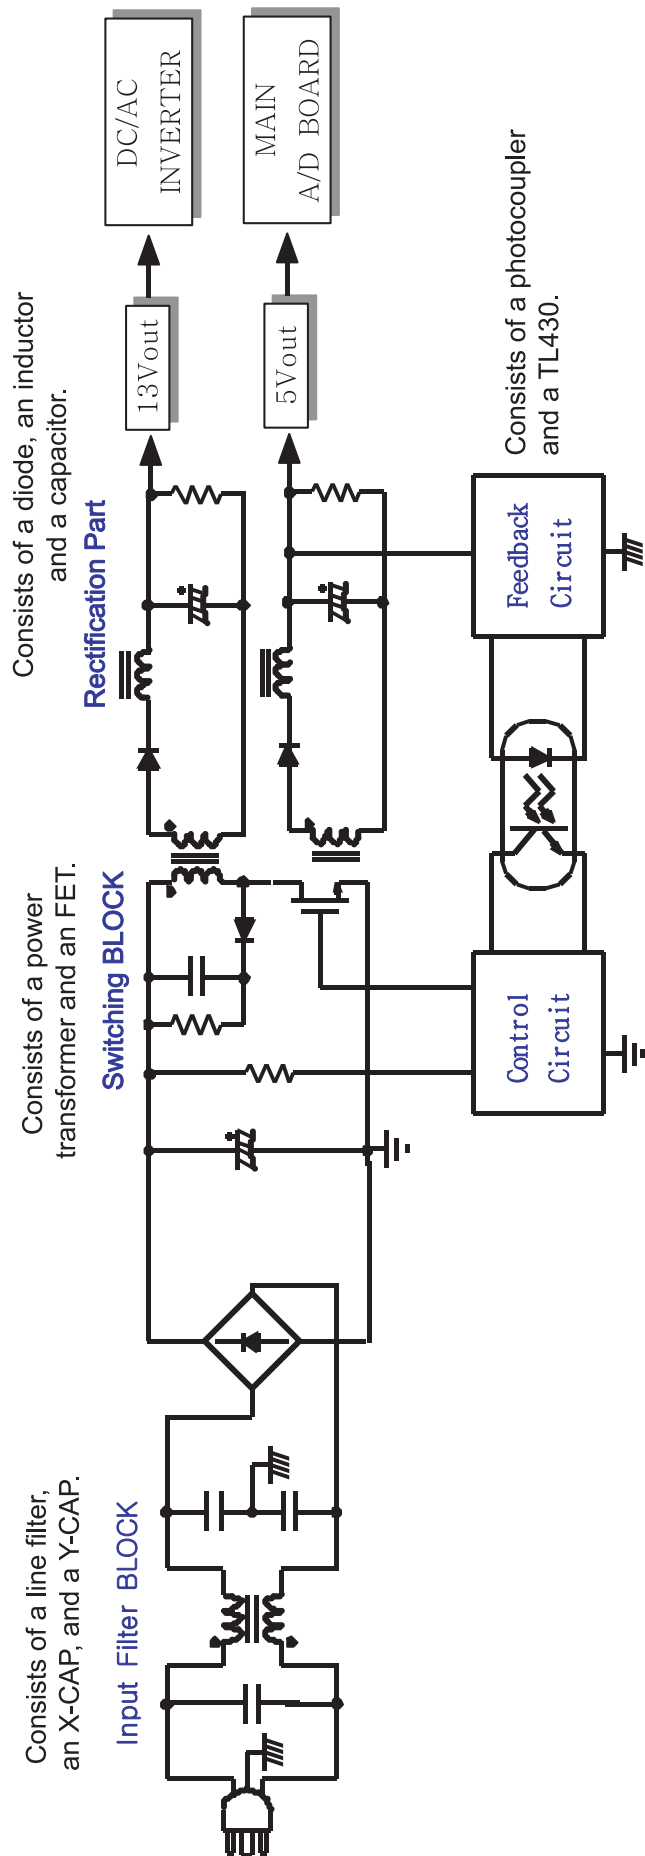 Consists of a line filter,
an X-CAP, and a Y-CAP.
Input Filter BLOCK
Consists of a power
transformer and an FET.
Switching BLOCK
Consists of a diode, an inductor
and a capacitor.
Rectification Part
13Vout
DC/AC
INVERTER
5Vout
MAIN
A/D BOARD
Control
Circuit
Feedback
Circuit
Consists of a photocoupler
and a TL430.